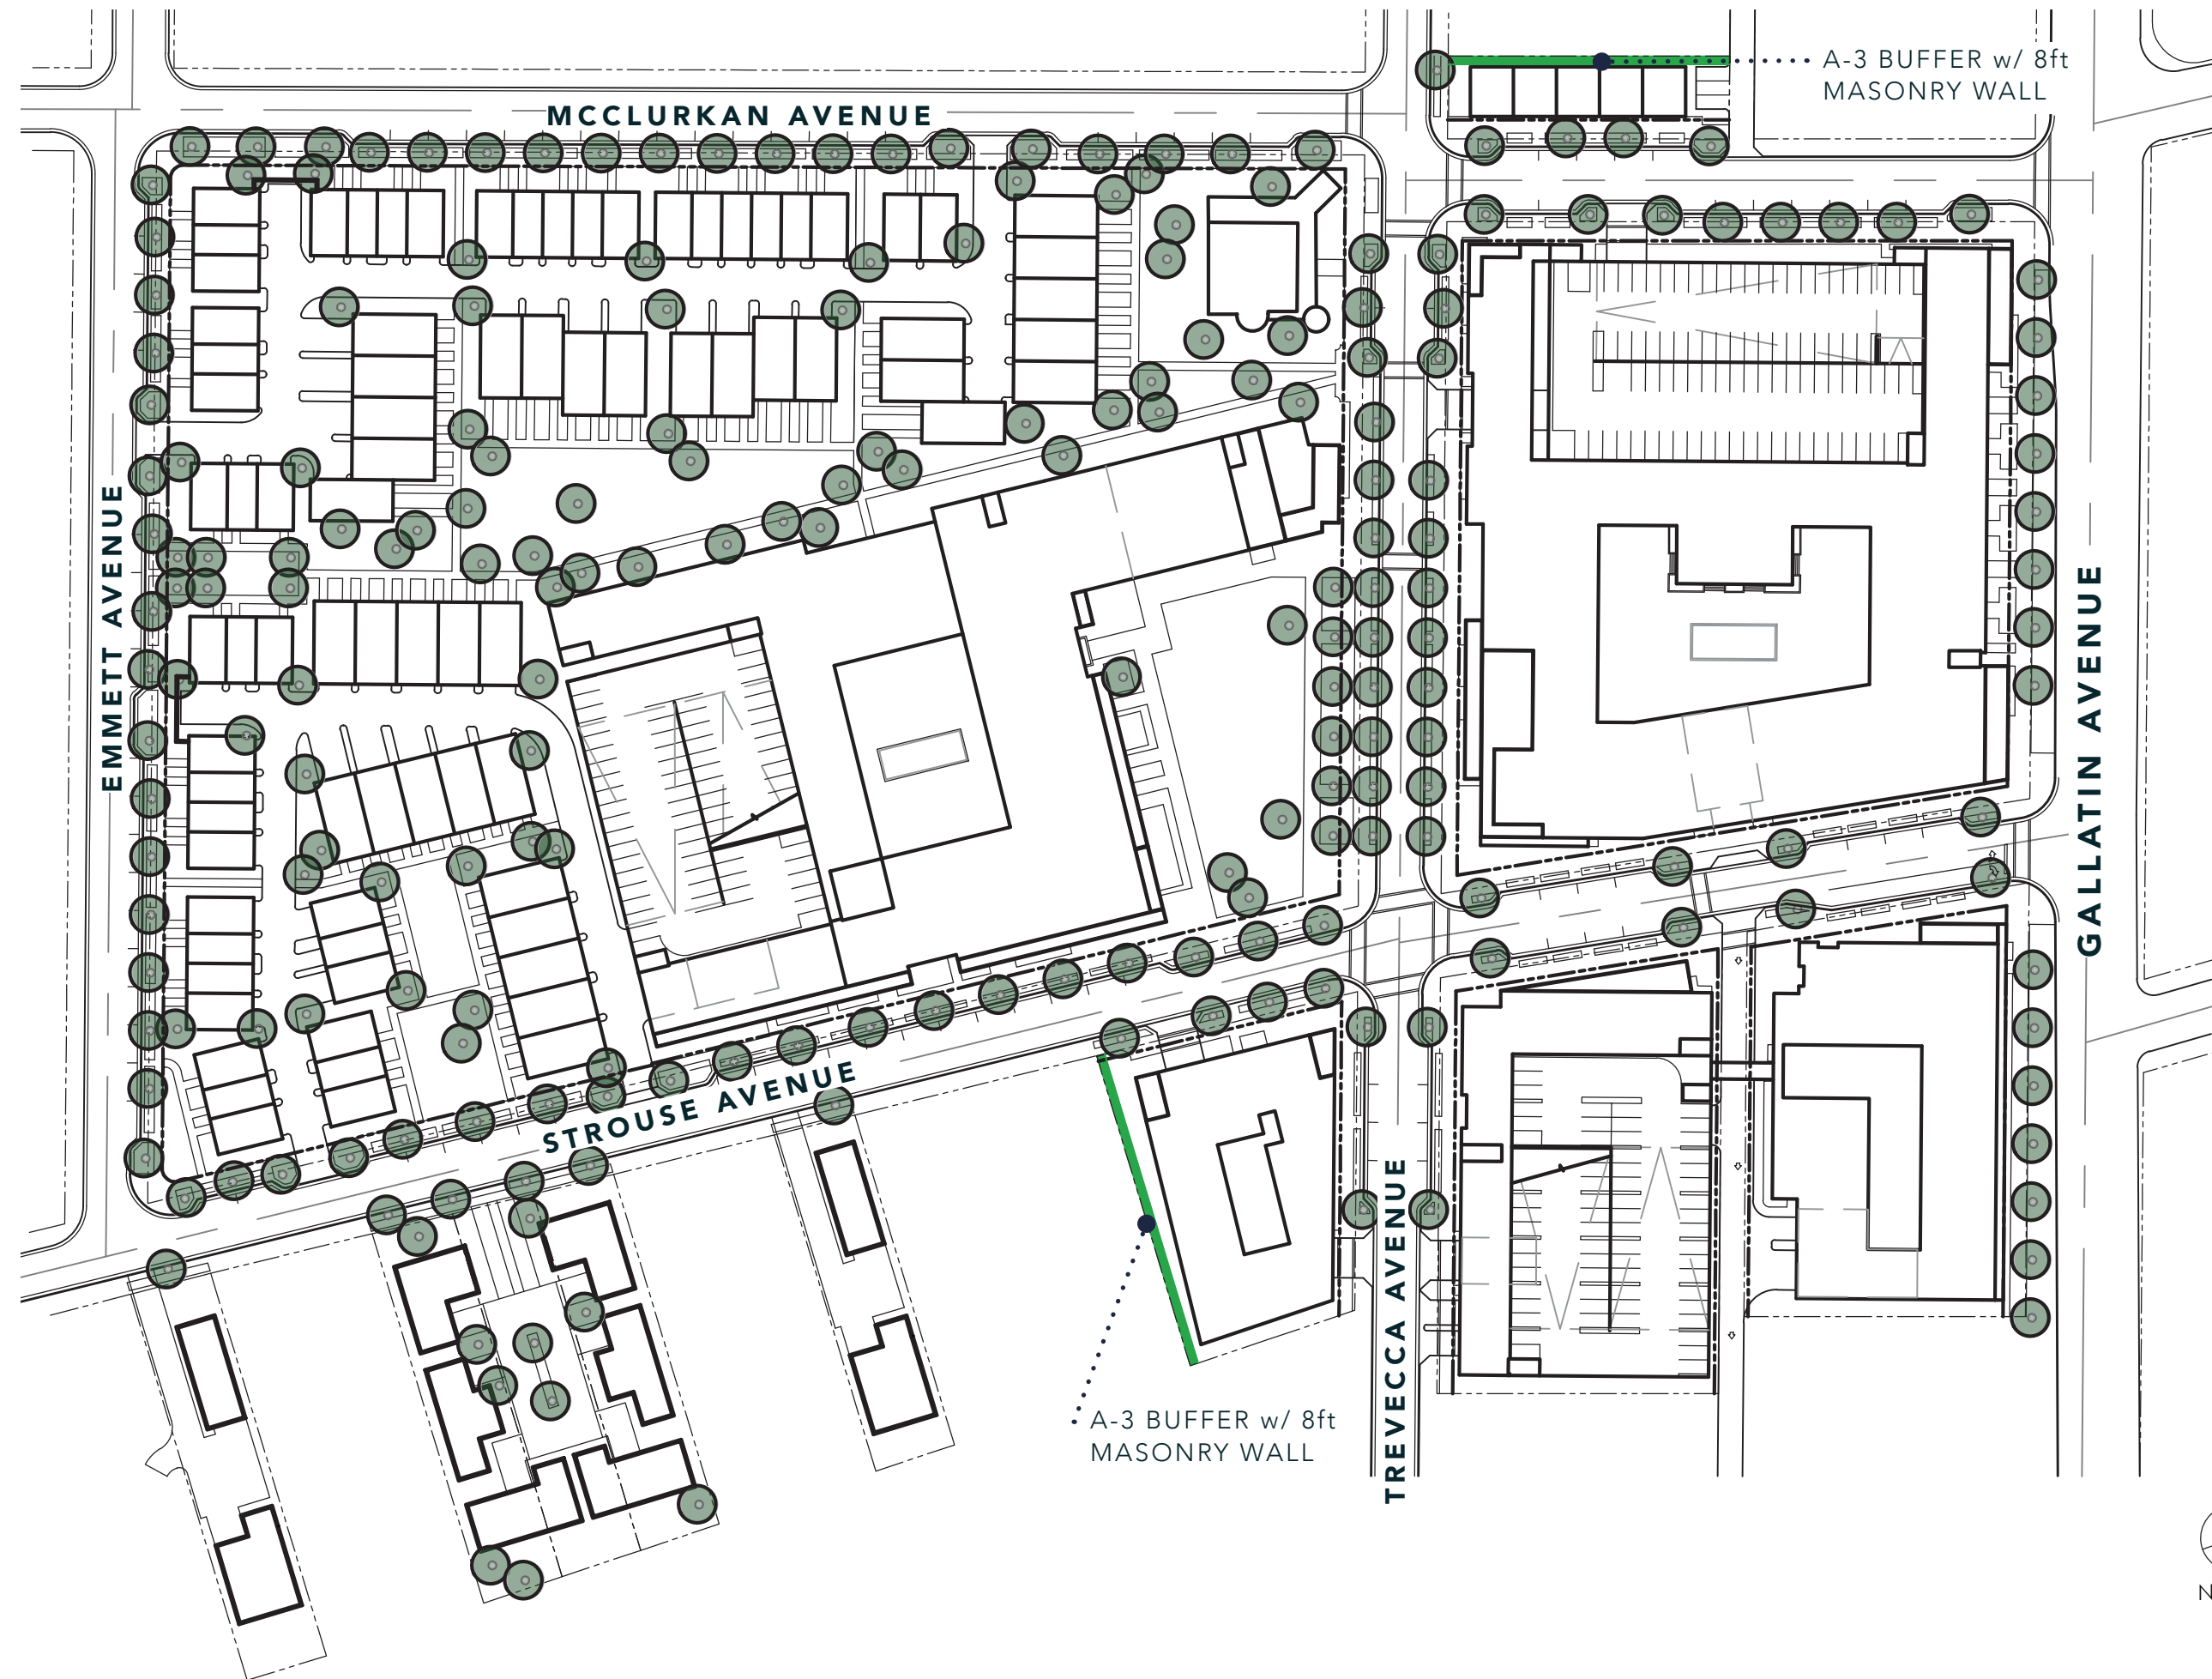 A-3 BUFFER w/ 8ft
MASONRY WALL
MCCLURKAN AVENUE
EMMETT AVENUE
GALLATIN AVENUE
STROUSE AVENUE
TREVECCA AVENUE
A-3 BUFFER w/ 8ft
MASONRY WALL
N